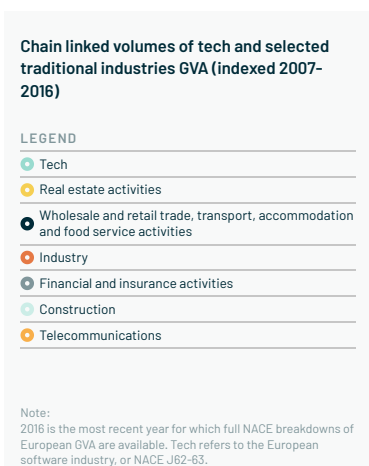 Chain linked volumes of tech and selected
traditional industries GVA (indexed 2007-
2016)
LEGEND
Tech
Real estate activities
Wholesale and retail trade, transport, accommodation
and food service activities
Industry
Financial and insurance activities
Construction
Telecommunications
Note:
2016 is the most recent year for which full NACE breakdowns of
European GVA are available. Tech refers to the European
software industry, or NACE J62-63.